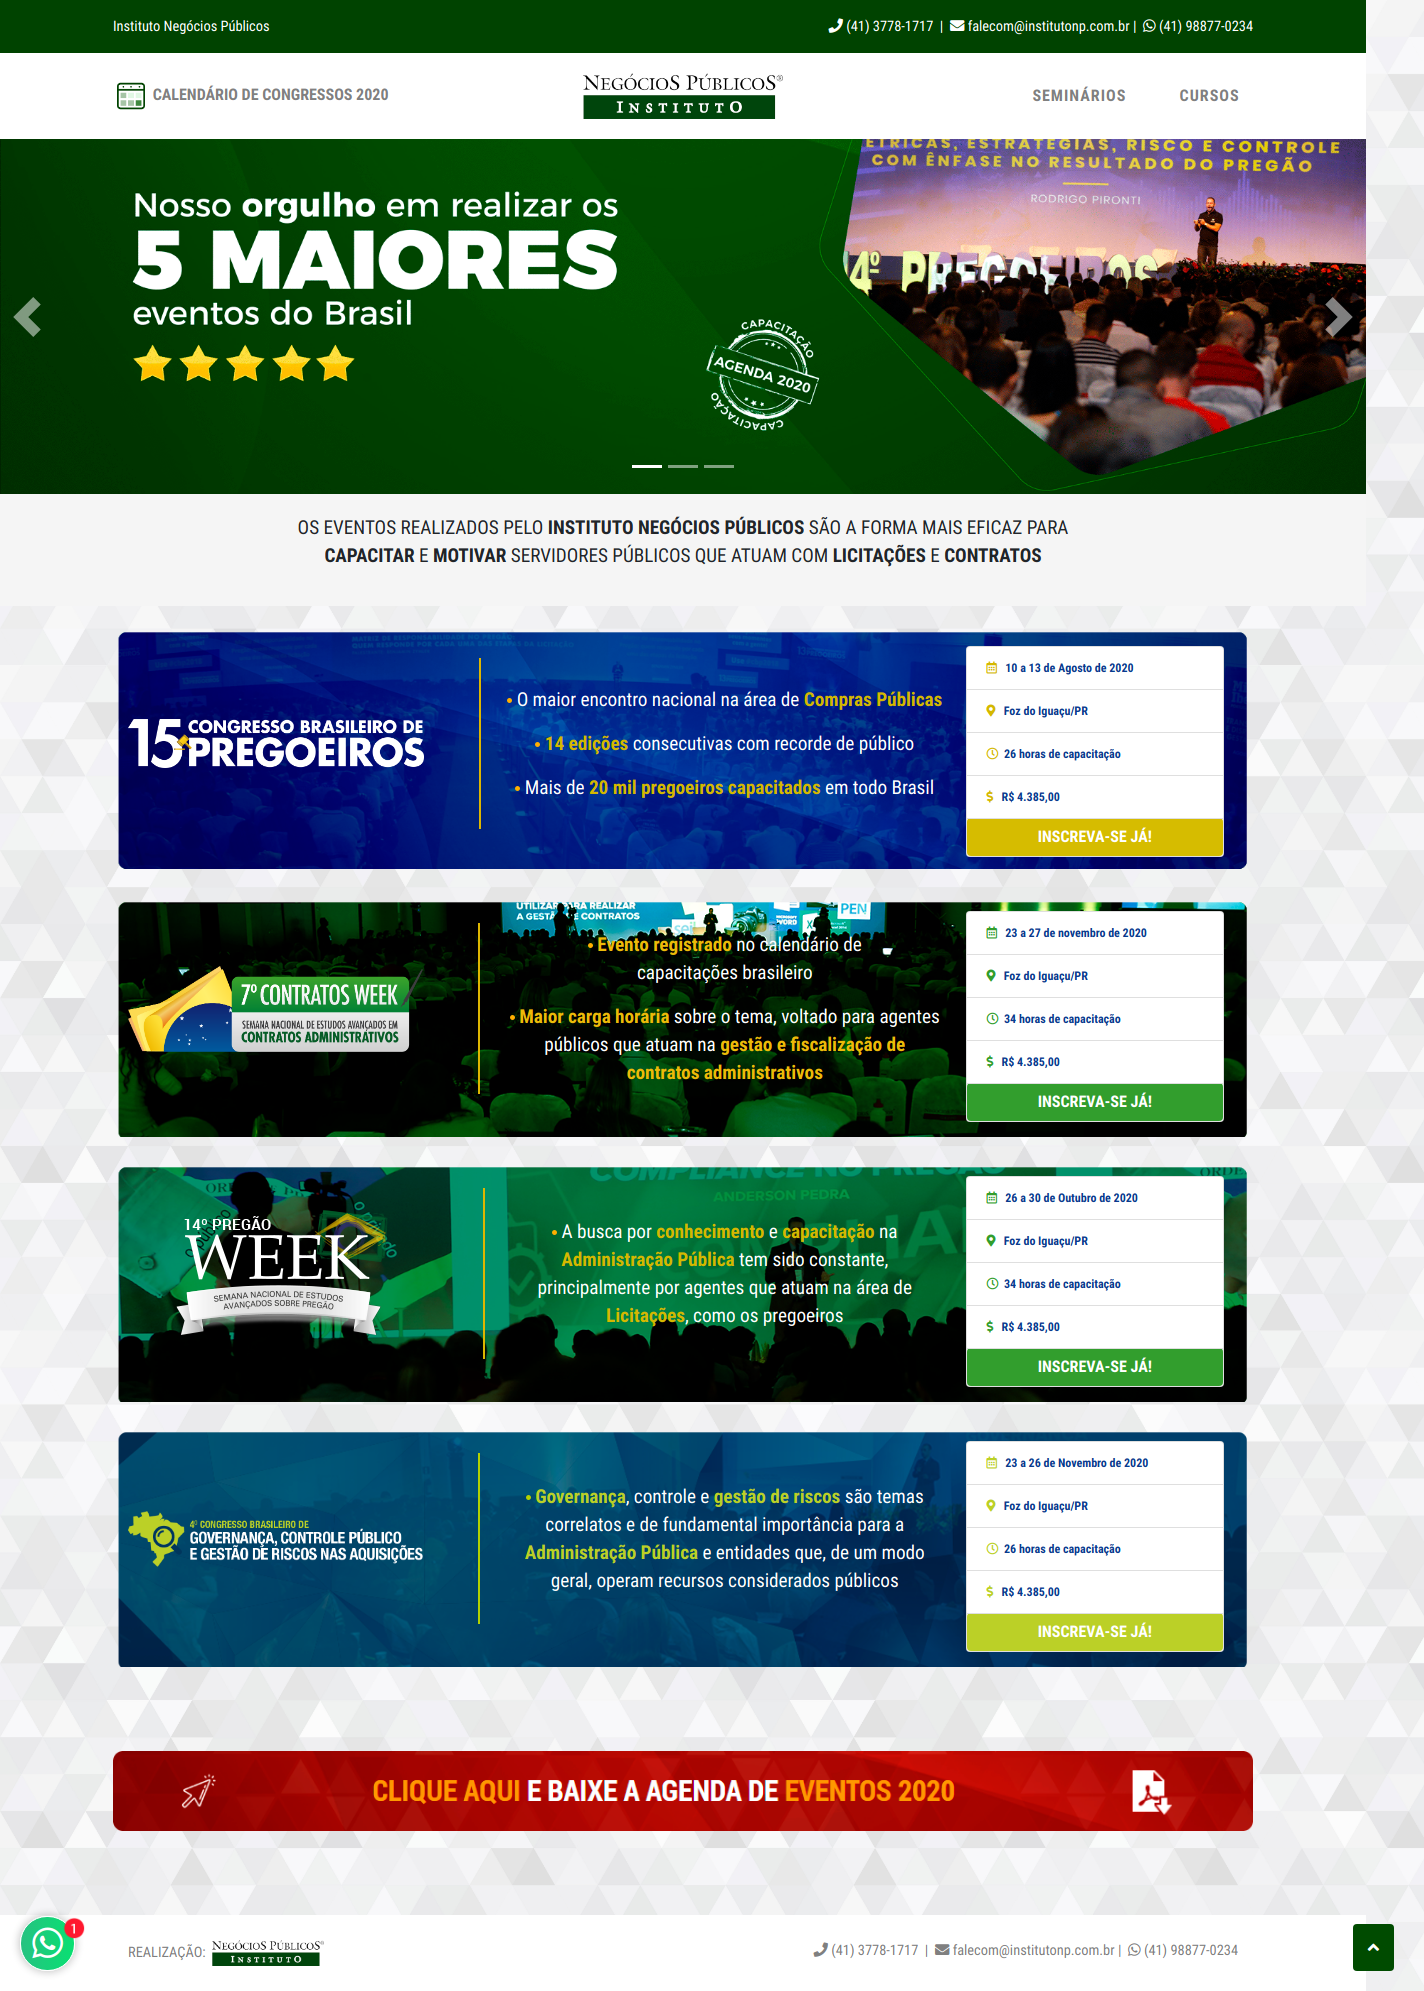 Instituto Negócios Públicos
(41) 3778-1717 | falecom@institutonp.com.br | (41) 98877-0234
CALENDÁRIO DE CONGRESSOS 2020
NEGÓCIOS PÚBLICOS®
INSTITUTO
SEMINÁRIOS
CURSOS
Nosso orgulho em realizar os
5 MAIORES
eventos do Brasil
CAPACITAÇÃO
AGENDA 2020
CAPACITAÇÃO
ÉTRICAS, ESTRATÉGIAS, RISCO E CONTROLE
COM ÊNFASE NO RESULTADO DO PREGÃO
RODRIGO PIRONTI
4º PREGOEIROS
OS EVENTOS REALIZADOS PELO INSTITUTO NEGÓCIOS PÚBLICOS SÃO A FORMA MAIS EFICAZ PARA
CAPACITAR E MOTIVAR SERVIDORES PÚBLICOS QUE ATUAM COM LICITAÇÕES E CONTRATOS
15º CONGRESSO BRASILEIRO DE
PREGOEIROS
• O maior encontro nacional na área de Compras Públicas
• 14 edições consecutivas com recorde de público
• Mais de 20 mil pregoeiros capacitados em todo Brasil
10 a 13 de Agosto de 2020
Foz do Iguaçu/PR
26 horas de capacitação
R$ 4.385,00
INSCREVA-SE JÁ!
7º CONTRATOS WEEK
SEMANA NACIONAL DE ESTUDOS AVANÇADOS EM
CONTRATOS ADMINISTRATIVOS
UTILIZAR PARA REALIZAR
A GESTÃO DE CONTRATOS
PEN
• Evento registrado no calendário de
capacitações brasileiro
• Maior carga horária sobre o tema, voltado para agentes
públicos que atuam na gestão e fiscalização de
contratos administrativos
23 a 27 de novembro de 2020
Foz do Iguaçu/PR
34 horas de capacitação
R$ 4.385,00
INSCREVA-SE JÁ!
14º PREGÃO
WEEK
SEMANA NACIONAL DE ESTUDOS
AVANÇADOS SOBRE PREGÃO
COMPLIANCE NO PREGÃO
ANDERSON PEDRA
• A busca por conhecimento e capacitação na
Administração Pública tem sido constante,
principalmente por agentes que atuam na área de
Licitações, como os pregoeiros
26 a 30 de Outubro de 2020
Foz do Iguaçu/PR
34 horas de capacitação
R$ 4.385,00
INSCREVA-SE JÁ!
4º CONGRESSO BRASILEIRO DE
GOVERNANÇA, CONTROLE PÚBLICO
E GESTÃO DE RISCOS NAS AQUISIÇÕES
• Governança, controle e gestão de riscos são temas
correlatos e de fundamental importância para a
Administração Pública e entidades que, de um modo
geral, operam recursos considerados públicos
23 a 26 de Novembro de 2020
Foz do Iguaçu/PR
26 horas de capacitação
R$ 4.385,00
INSCREVA-SE JÁ!
CLIQUE AQUI E BAIXE A AGENDA DE EVENTOS 2020
1
REALIZAÇÃO:
NEGÓCIOS PÚBLICOS®
INSTITUTO
(41) 3778-1717 | falecom@institutonp.com.br | (41) 98877-0234